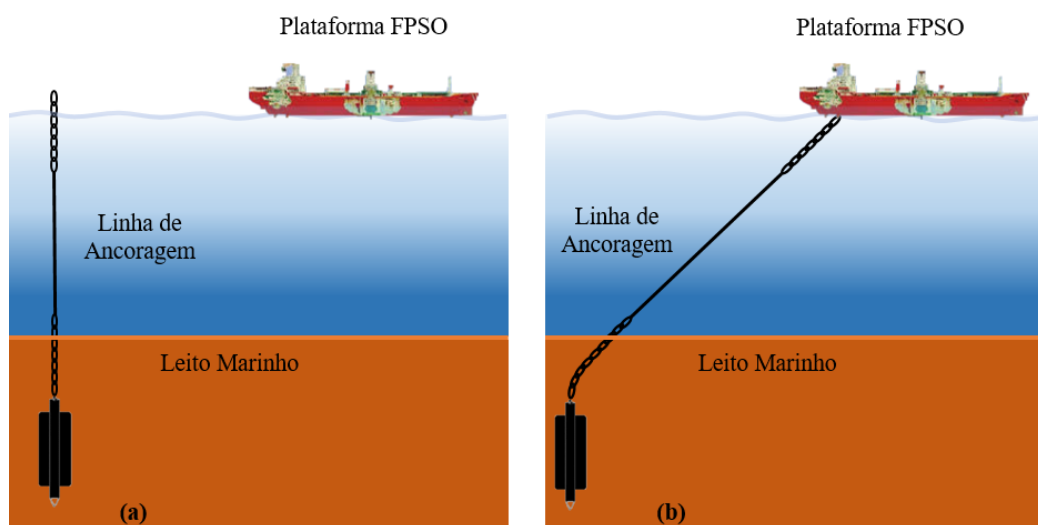 Plataforma FPSO
Linha de
Ancoragem
Leito Marinho
(a)
Plataforma FPSO
Linha de
Ancoragem
Leito Marinho
(b)